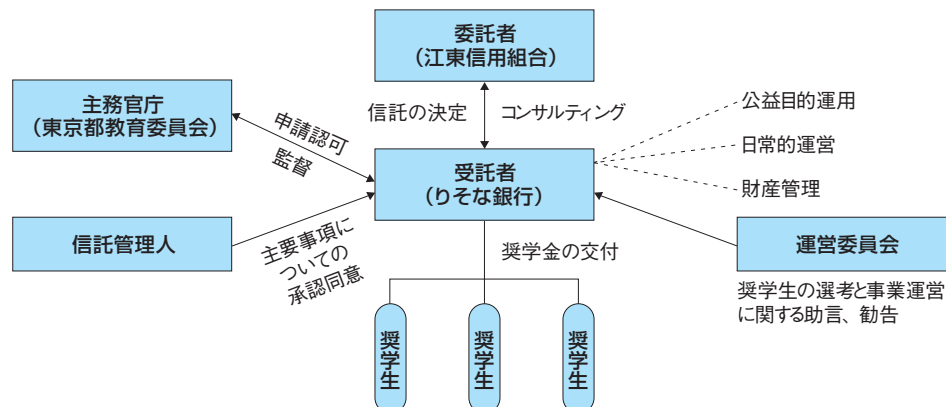 委託者
（江東信用組合）
主務官庁
（東京都教育委員会）
信託の決定
コンサルティング
公益目的運用
日常的運営
財産管理
申請認可
監督
受託者
（りそな銀行）
信託管理人
主要事項に
ついての
承認同意
奨学金の交付
運営委員会
奨学生の選考と事業運営
に関する助言、勧告
奨学生
奨学生
奨学生